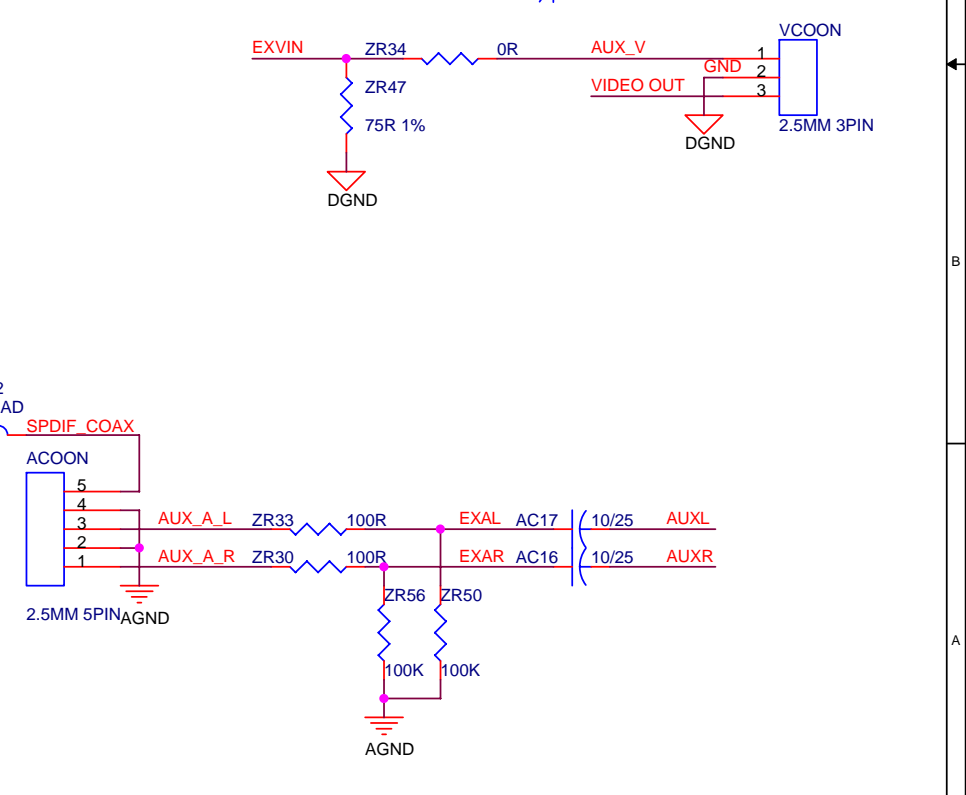 VCOON
EXVIN ZR34 0R AUX_V 1
GND 2
ZR47 VIDEO OUT 3
75R 1% 2.5MM 3PIN
DGND
DGND
B
2
AD
SPDIF_COAX
ACOON
5
4
3 AUX_A_L ZR33 100R EXAL AC17 10/25 AUXL
2
1 AUX_A_R ZR30 100R EXAR AC16 10/25 AUXR
ZR56 ZR50
2.5MM 5PIN AGND
A
100K 100K
AGND